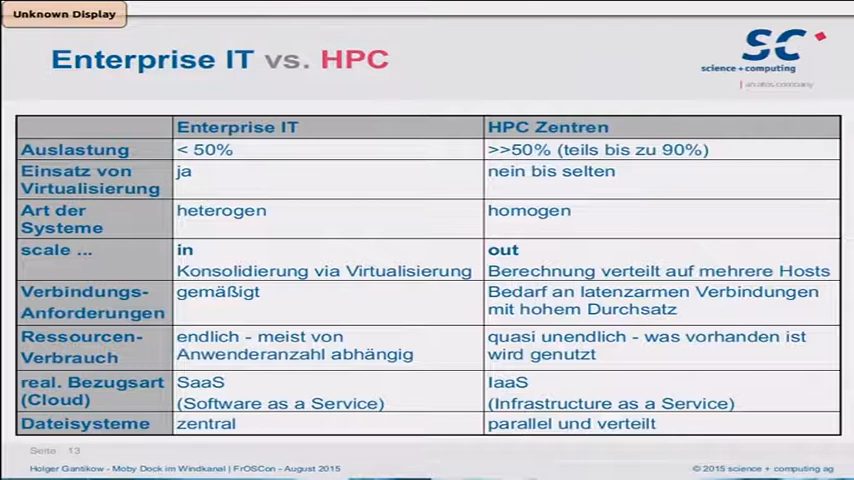 Unknown Display
Enterprise IT vs. HPC
SC
science + computing
| an atos company
Enterprise IT
HPC Zentren
Auslastung
< 50%
>>50% (teils bis zu 90%)
Einsatz von
Virtualisierung
ja
nein bis selten
Art der
Systeme
heterogen
homogen
scale ...
in
Konsolidierung via Virtualisierung
out
Berechnung verteilt auf mehrere Hosts
Verbindungs-
Anforderungen
gemäßigt
Bedarf an latenzarmen Verbindungen
mit hohem Durchsatz
Ressourcen-
Verbrauch
endlich - meist von
Anwenderanzahl abhängig
quasi unendlich - was vorhanden ist
wird genutzt
real. Bezugsart
(Cloud)
SaaS
(Software as a Service)
IaaS
(Infrastructure as a Service)
Dateisysteme
zentral
parallel und verteilt
Seite 13
Holger Gantikow - Moby Dock im Windkanal | FrOSCon - August 2015
© 2015 science + computing ag